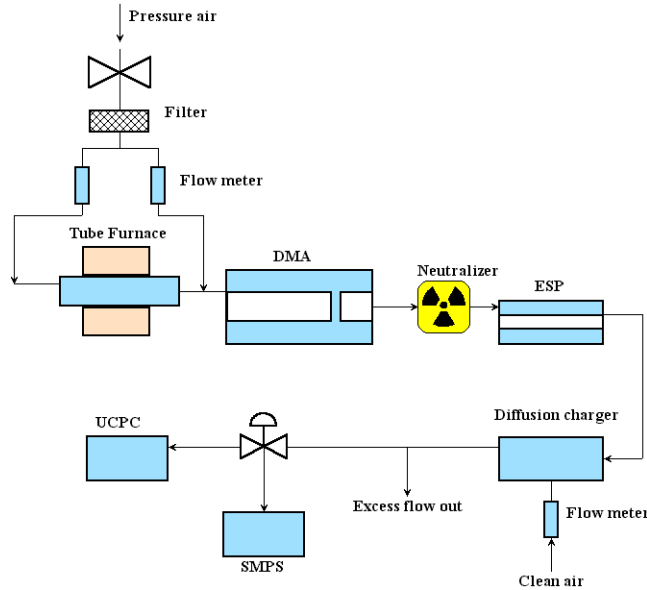 Pressure air
Filter
Flow meter
Tube Furnace
DMA
Neutralizer
ESP
UCPC
Diffusion charger
Excess flow out
Flow meter
SMPS
Clean air